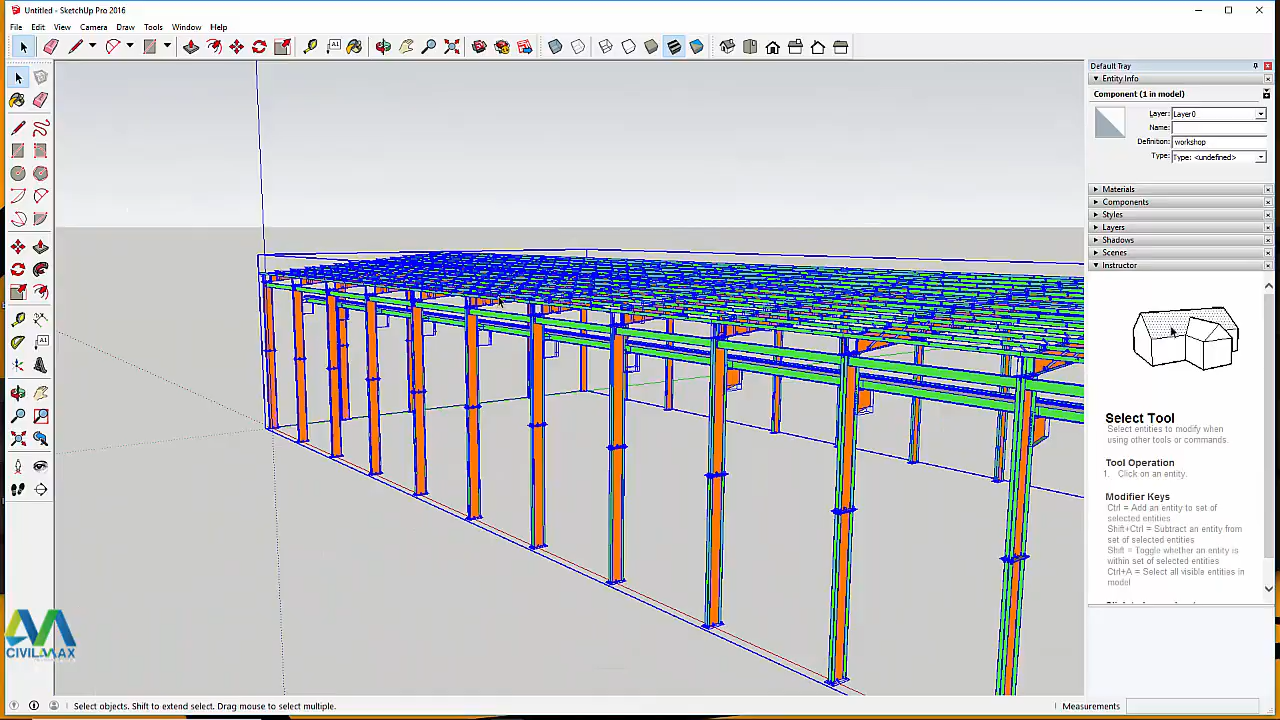 Untitled - SketchUp Pro 2016
File Edit View Camera Draw Tools Window Help
Default Tray
Entity Info
Component (1 in model)
Layer: Layer0
Name:
Definition: workshop
Type: Type: <undefined>
Materials
Components
Styles
Layers
Shadows
Scenes
Instructor
Select Tool
Select entities to modify when
using other tools or commands.
Tool Operation
1. Click on an entity.
Modifier Keys
Ctrl = Add an entity to set of
selected entities
Shift+Ctrl = Subtract an entity from
set of selected entities
Shift = Toggle whether an entity is
within set of selected entities
Ctrl+A = Select all visible entities in
model
CIVILMAX
Select objects. Shift to extend select. Drag mouse to select multiple.
Measurements